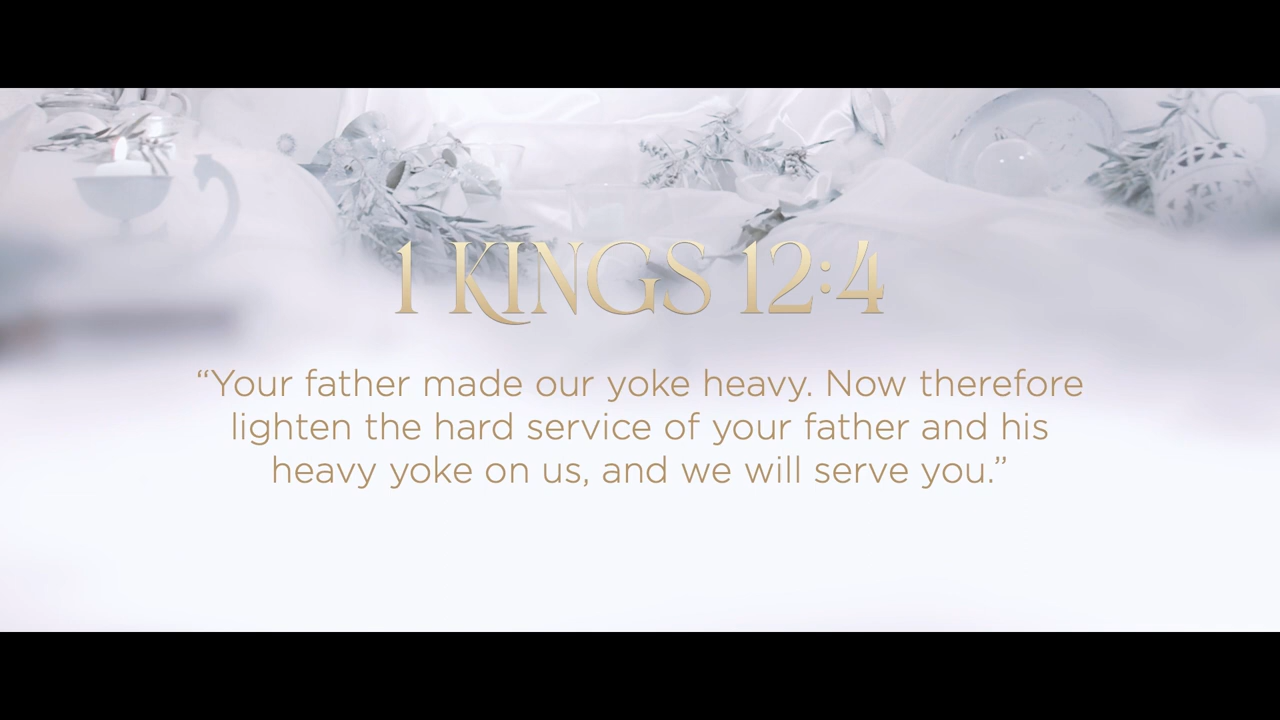 1 KINGS 12:4
“Your father made our yoke heavy. Now therefore
lighten the hard service of your father and his
heavy yoke on us, and we will serve you.”